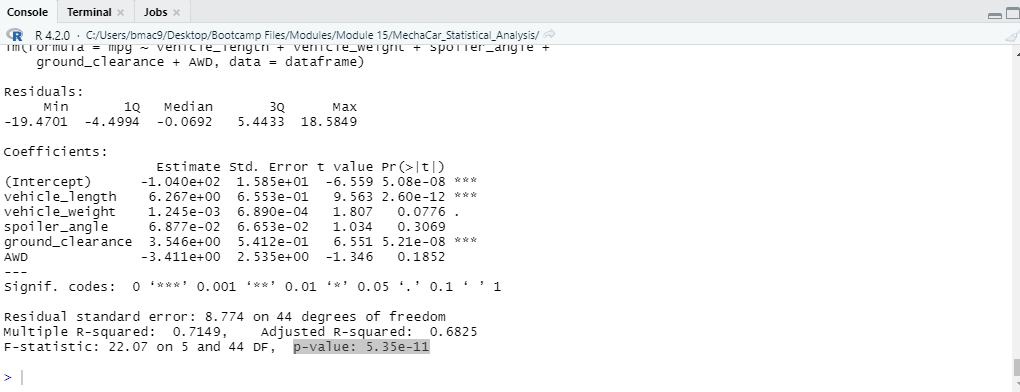 Console Terminal × Jobs ×
R 4.2.0 · C:/Users/bmac9/Desktop/Bootcamp Files/Modules/Module 15/MechaCar_Statistical_Analysis/
lm(formula = mpg ~ vehicle_length + vehicle_weight + spoiler_angle +
    ground_clearance + AWD, data = dataframe)

Residuals:
     Min       1Q   Median       3Q      Max
-19.4701  -4.4994  -0.0692   5.4433  18.5849

Coefficients:
                   Estimate Std. Error t value Pr(>|t|)
(Intercept)      -1.040e+02  1.585e+01  -6.559 5.08e-08 ***
vehicle_length    6.267e+00  6.553e-01   9.563 2.60e-12 ***
vehicle_weight    1.245e-03  6.890e-04   1.807   0.0776 .
spoiler_angle     6.877e-02  6.653e-02   1.034   0.3069
ground_clearance  3.546e+00  5.412e-01   6.551 5.21e-08 ***
AWD              -3.411e+00  2.535e+00  -1.346   0.1852
---
Signif. codes:  0 ‘***’ 0.001 ‘**’ 0.01 ‘*’ 0.05 ‘.’ 0.1 ‘ ’ 1

Residual standard error: 8.774 on 44 degrees of freedom
Multiple R-squared:  0.7149,    Adjusted R-squared:  0.6825
F-statistic: 22.07 on 5 and 44 DF,  p-value: 5.35e-11

>